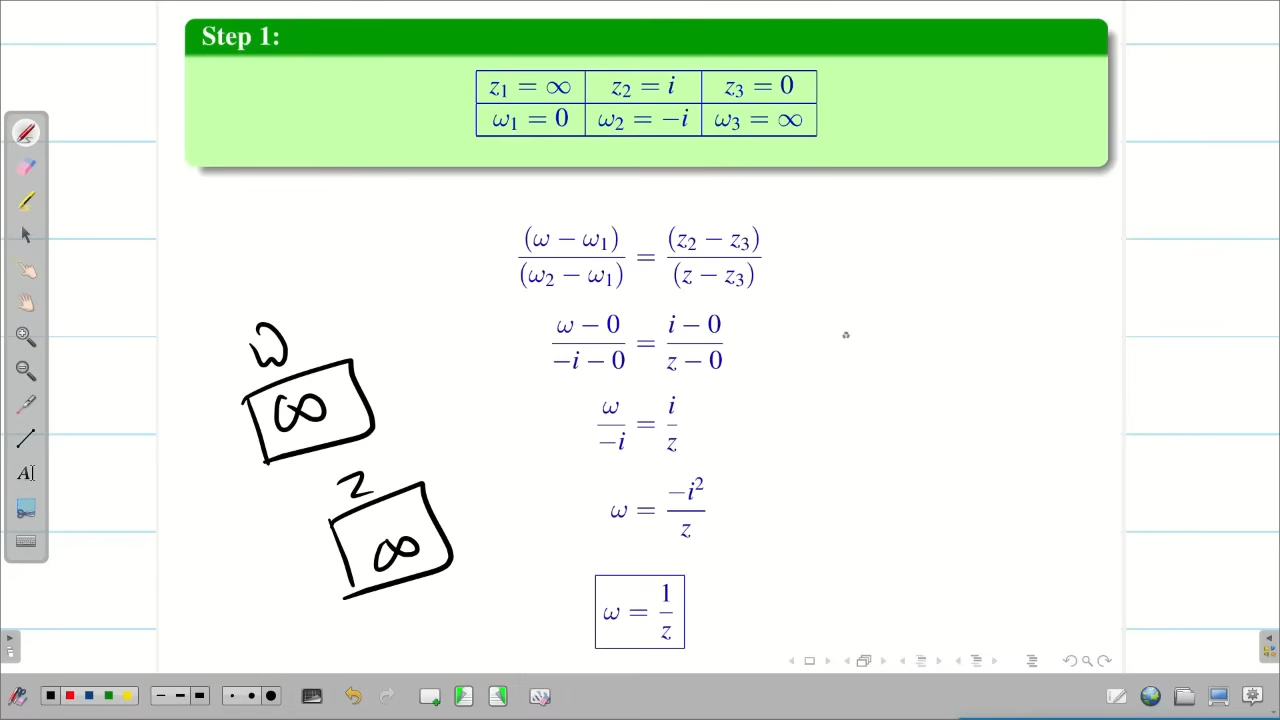 Step 1:
z₁ = ∞ z₂ = i z₃ = 0
ω₁ = 0 ω₂ = −i ω₃ = ∞
(ω − ω₁)/(ω₂ − ω₁) = (z₂ − z₃)/(z − z₃)
(ω − 0)/(−i − 0) = (i − 0)/(z − 0)
ω/−i = i/z
ω = −i²/z
ω = 1/z
ω
∞
z
∞
AI